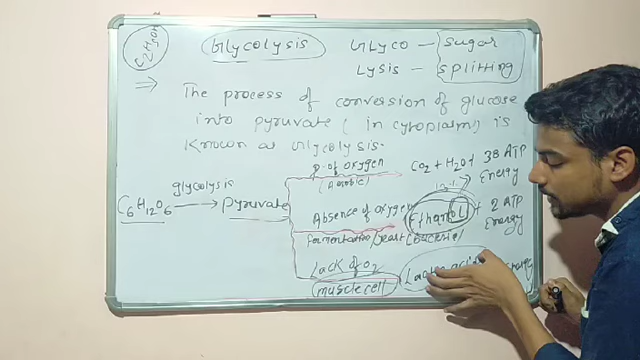 C2H5OH
Glycolysis
GLyco – Sugar
Lysis – splitting
⇒ The process of conversion of glucose
into pyruvate ( in cytoplasm) is
known as Glycolysis.
P. of oxygen
(Aerobic)
CO2 + H2O + 38 ATP
Energy
glycolysis
C6H12O6 → pyruvate
Absence of oxygen
Ethanol + 2 ATP
Energy
fermentation/yeast (bacteria)
Lack of O2
muscle cell
Lactic acid